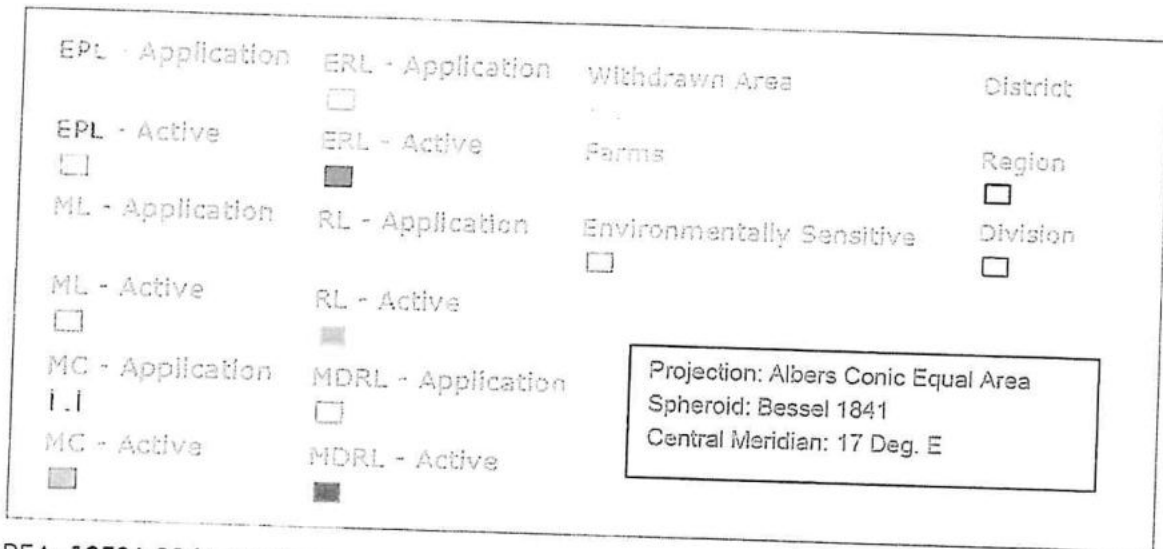 EPL - Application
ERL - Application
Withdrawn Area
District
EPL - Active
ERL - Active
Farms
Region
ML - Application
RL - Application
Environmentally Sensitive
Division
ML - Active
RL - Active
MC - Application
MDRL - Application
MC - Active
MDRL - Active
Projection: Albers Conic Equal Area
Spheroid: Bessel 1841
Central Meridian: 17 Deg. E